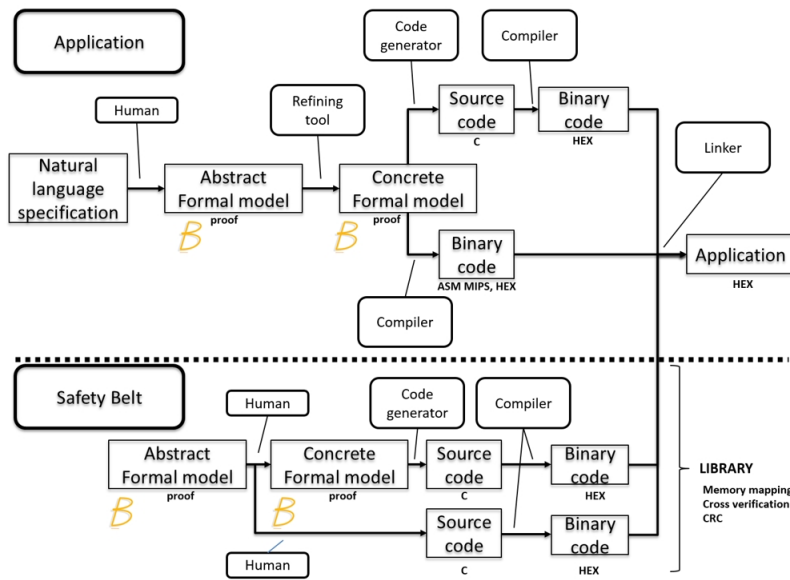 Application
Code
generator
Compiler
Human
Refining
tool
Source
code
C
Binary
code
HEX
Linker
Natural
language
specification
Abstract
Formal model
proof
B
Concrete
Formal model
proof
B
Binary
code
ASM MIPS, HEX
Application
HEX
Compiler
Safety Belt
Human
Code
generator
Compiler
Abstract
Formal model
proof
B
Concrete
Formal model
proof
B
Source
code
C
Binary
code
HEX
LIBRARY
Memory mapping
Cross verification
CRC
Human
Source
code
C
Binary
code
HEX